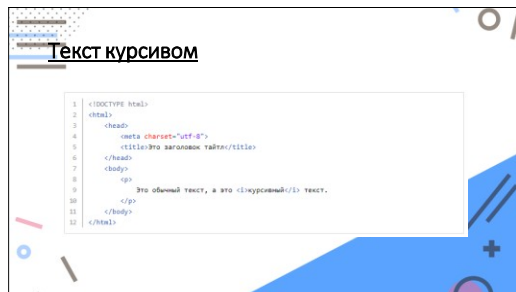 Текст курсивом
1 <!DOCTYPE html>
2 <html>
3 <head>
4 <meta charset="utf-8">
5 <title>Это заголовок тайтл</title>
6 </head>
7 <body>
8 <p>
9 Это обычный текст, а это <i>курсивный</i> текст.
10 </p>
11 </body>
12 </html>